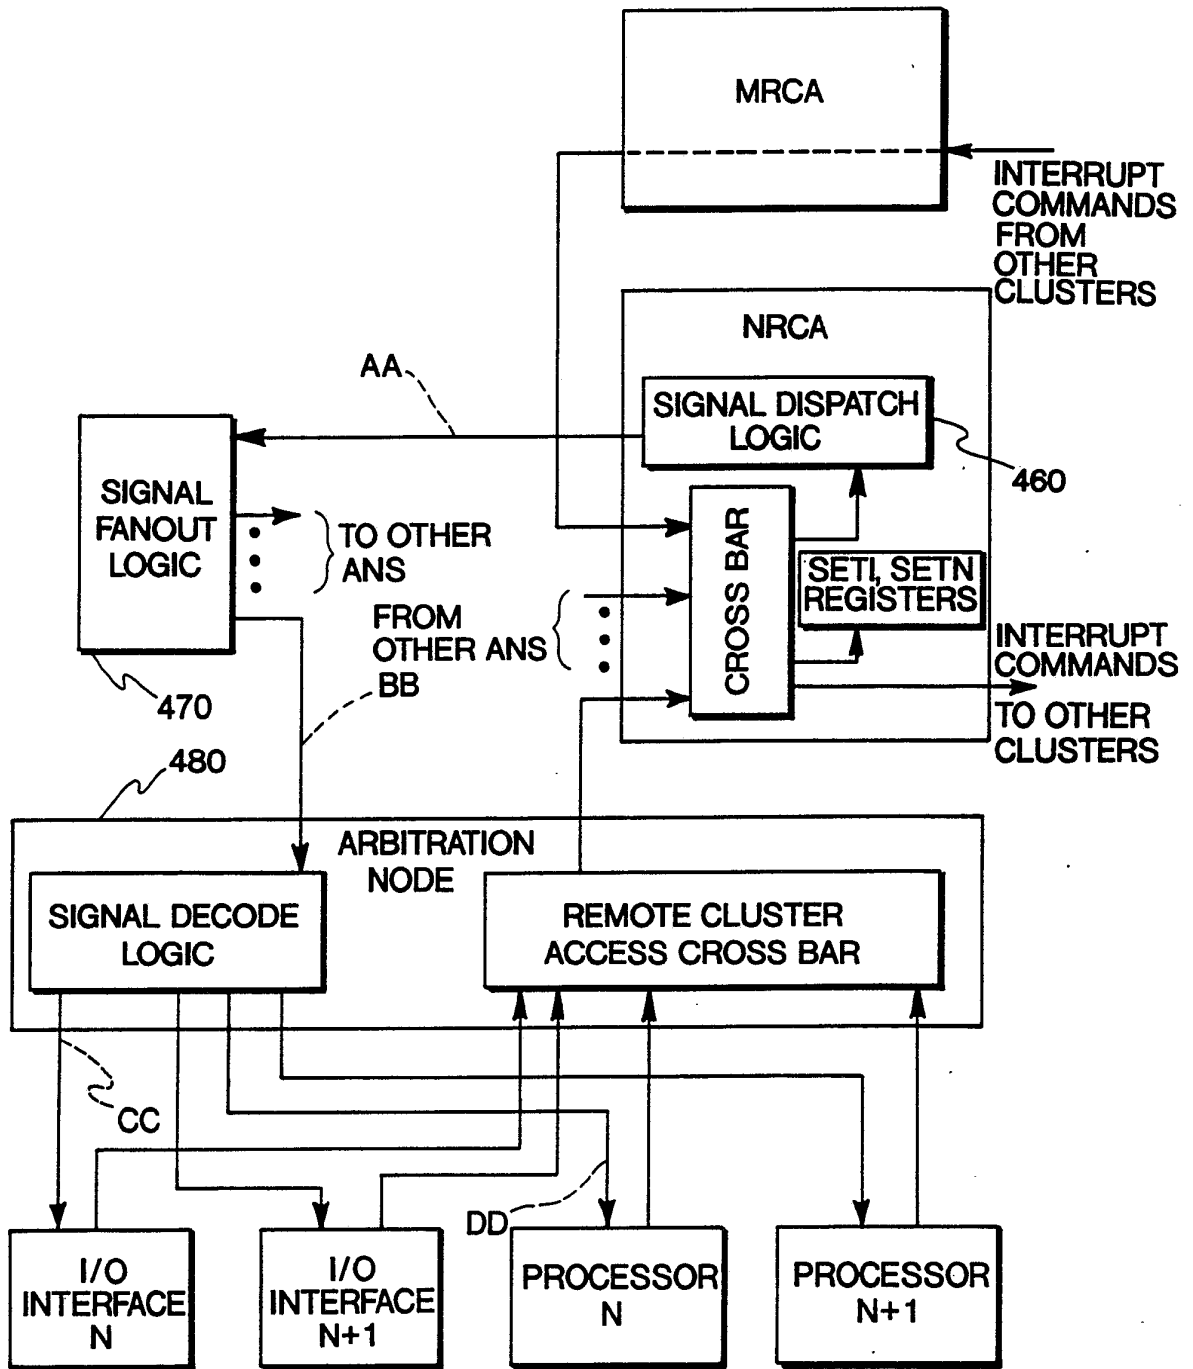 MRCA
INTERRUPT
COMMANDS
FROM
OTHER
CLUSTERS
NRCA
AA
SIGNAL DISPATCH
LOGIC
460
SIGNAL
FANOUT
LOGIC
TO OTHER
ANS
CROSS BAR
SETI, SETN
REGISTERS
FROM
OTHER ANS
INTERRUPT
COMMANDS
TO OTHER
CLUSTERS
BB
470
480
ARBITRATION
NODE
SIGNAL DECODE
LOGIC
REMOTE CLUSTER
ACCESS CROSS BAR
CC
DD
I/O
INTERFACE
N
I/O
INTERFACE
N+1
PROCESSOR
N
PROCESSOR
N+1